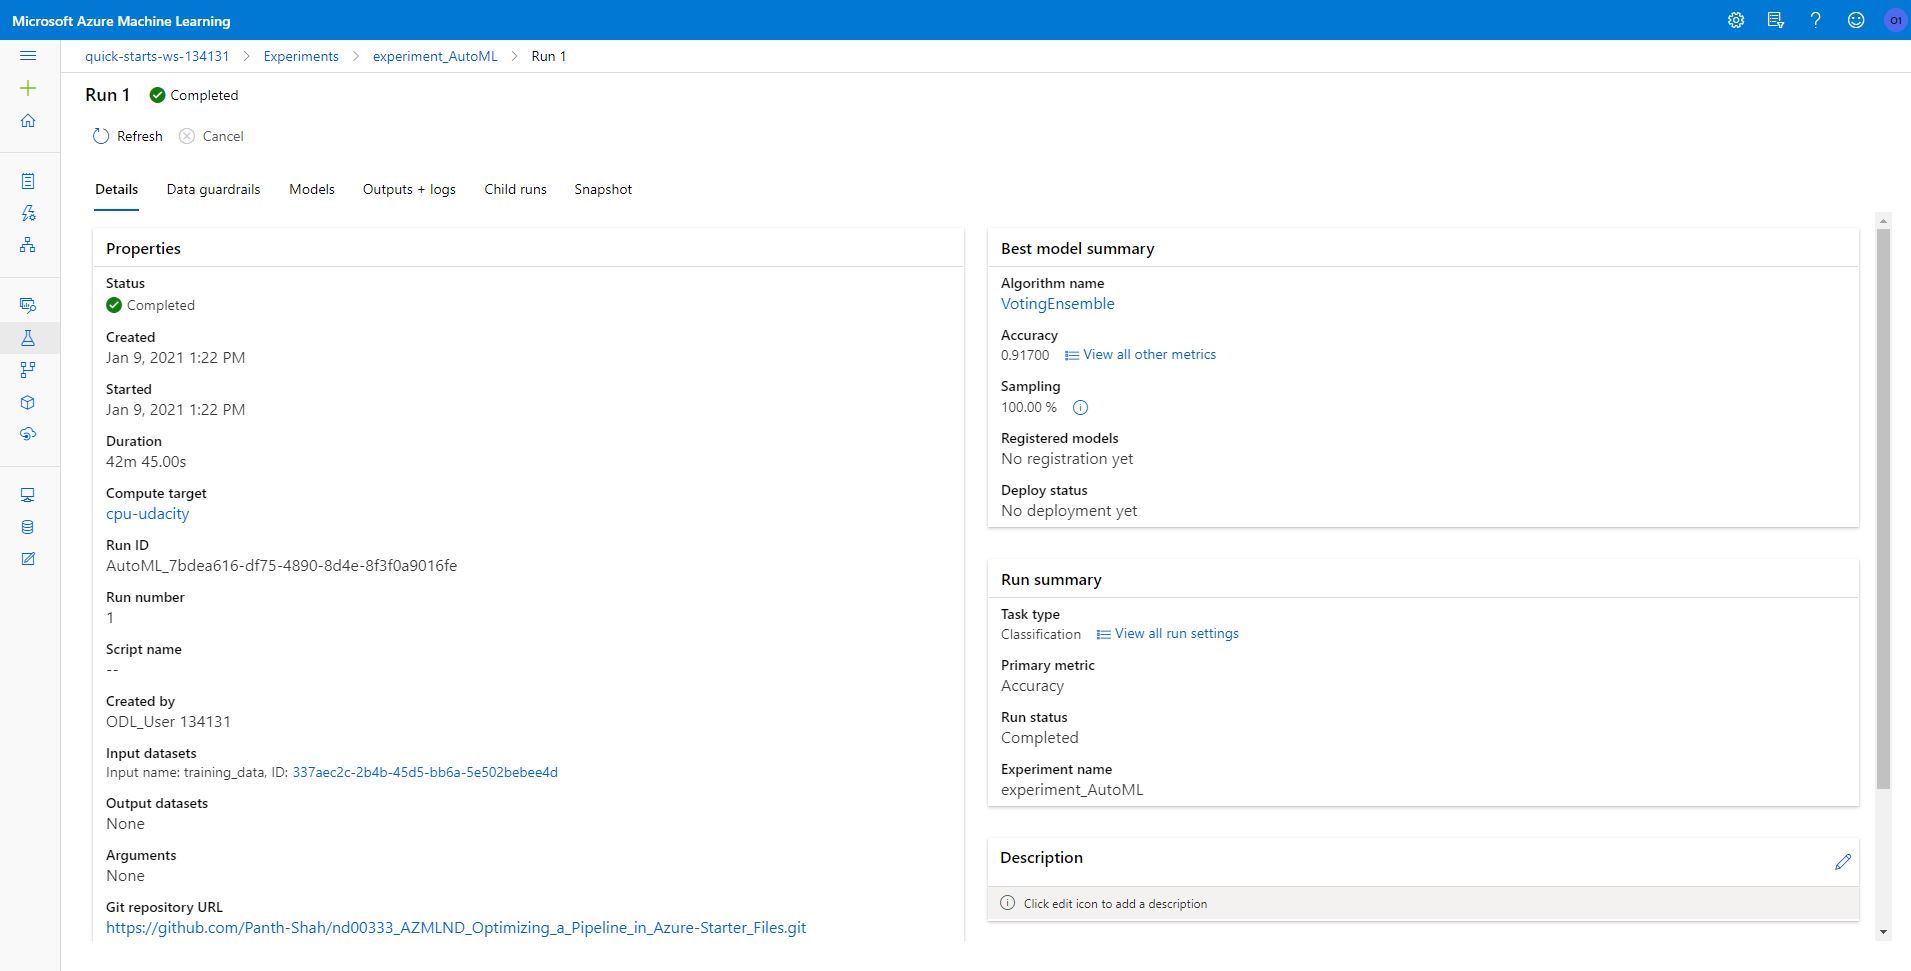 Microsoft Azure Machine Learning
O1
quick-starts-ws-134131 > Experiments > experiment_AutoML > Run 1
Run 1 Completed
Refresh Cancel
Details Data guardrails Models Outputs + logs Child runs Snapshot
Properties
Status
Completed
Created
Jan 9, 2021 1:22 PM
Started
Jan 9, 2021 1:22 PM
Duration
42m 45.00s
Compute target
cpu-udacity
Run ID
AutoML_7bdea616-df75-4890-8d4e-8f3f0a9016fe
Run number
1
Script name
--
Created by
ODL_User 134131
Input datasets
Input name: training_data, ID: 337aec2c-2b4b-45d5-bb6a-5e502bebee4d
Output datasets
None
Arguments
None
Git repository URL
https://github.com/Panth-Shah/nd00333_AZMLND_Optimizing_a_Pipeline_in_Azure-Starter_Files.git
Best model summary
Algorithm name
VotingEnsemble
Accuracy
0.91700 View all other metrics
Sampling
100.00 %
Registered models
No registration yet
Deploy status
No deployment yet
Run summary
Task type
Classification View all run settings
Primary metric
Accuracy
Run status
Completed
Experiment name
experiment_AutoML
Description
Click edit icon to add a description